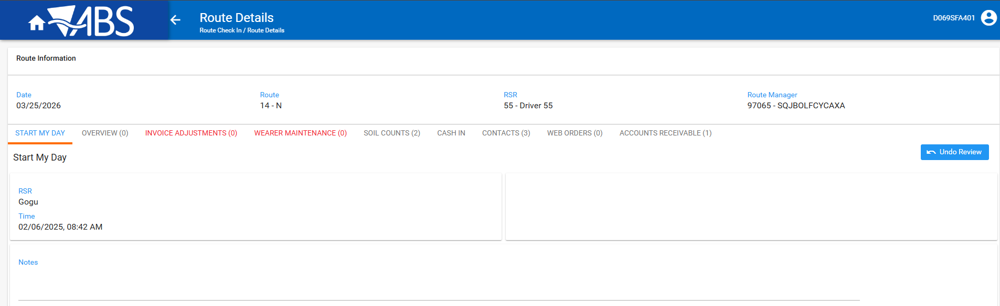 ABS
Route Details
Route Check In / Route Details
D069SFA401
Route Information
Date
03/25/2026
Route
14 - N
RSR
55 - Driver 55
Route Manager
97065 - SQJBOLFCYCAXA
START MY DAY OVERVIEW (0) INVOICE ADJUSTMENTS (0) WEARER MAINTENANCE (0) SOIL COUNTS (2) CASH IN CONTACTS (3) WEB ORDERS (0) ACCOUNTS RECEIVABLE (1)
Start My Day
Undo Review
RSR
Gogu
Time
02/06/2025, 08:42 AM
Notes